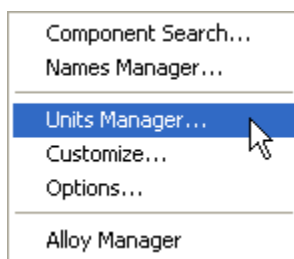 Component Search...
Names Manager...
Units Manager...
Customize...
Options...
Alloy Manager